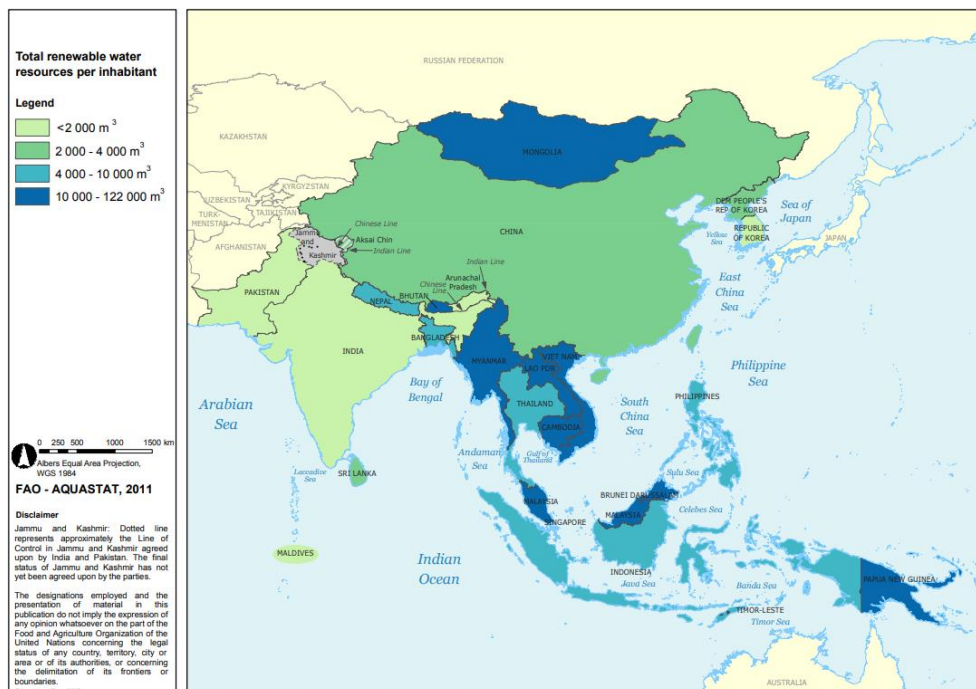 Total renewable water
resources per inhabitant
Legend
<2 000 m³
2 000 - 4 000 m³
4 000 - 10 000 m³
10 000 - 122 000 m³
0 250 500 1000 1500 km
Albers Equal Area Projection,
WGS 1984
FAO - AQUASTAT, 2011
Disclaimer
Jammu and Kashmir: Dotted line
represents approximately the Line of
Control in Jammu and Kashmir agreed
upon by India and Pakistan. The final
status of Jammu and Kashmir has not
yet been agreed upon by the parties.
The designations employed and the
presentation of material in this
publication do not imply the expression of
any opinion whatsoever on the part of the
Food and Agriculture Organization of the
United Nations concerning the legal
status of any country, territory, city or
area or of its authorities, or concerning
the delimitation of its frontiers or
boundaries.
RUSSIAN FEDERATION
KAZAKHSTAN
MONGOLIA
KYRGYZSTAN
UZBEKISTAN
TURK-
MENISTAN
TAJIKISTAN
AFGHANISTAN
Jammu
and
Kashmir
Chinese Line
Aksai Chin
Indian Line
CHINA
DEM PEOPLE'S
REP OF KOREA
Sea of
Japan
REPUBLIC
OF KOREA
Yellow
Sea
JAPAN
Indian Line
Arunachal
Pradesh
Chinese
Line
PAKISTAN
NEPAL
BHUTAN
East
China
Sea
INDIA
BANGLADESH
MYANMAR
VIET NAM
LAO PDR
Philippine
Sea
Bay of
Bengal
Arabian
Sea
THAILAND
South
China
Sea
PHILIPPINES
CAMBODIA
Andaman
Sea
Gulf of
Thailand
Laccadive
Sea
SRI LANKA
Sulu Sea
BRUNEI DARUSSALAM
MALAYSIA
MALAYSIA
Celebes Sea
SINGAPORE
MALDIVES
Indian
Ocean
INDONESIA
Java Sea
Banda Sea
PAPUA NEW GUINEA
TIMOR-LESTE
Timor Sea
AUSTRALIA